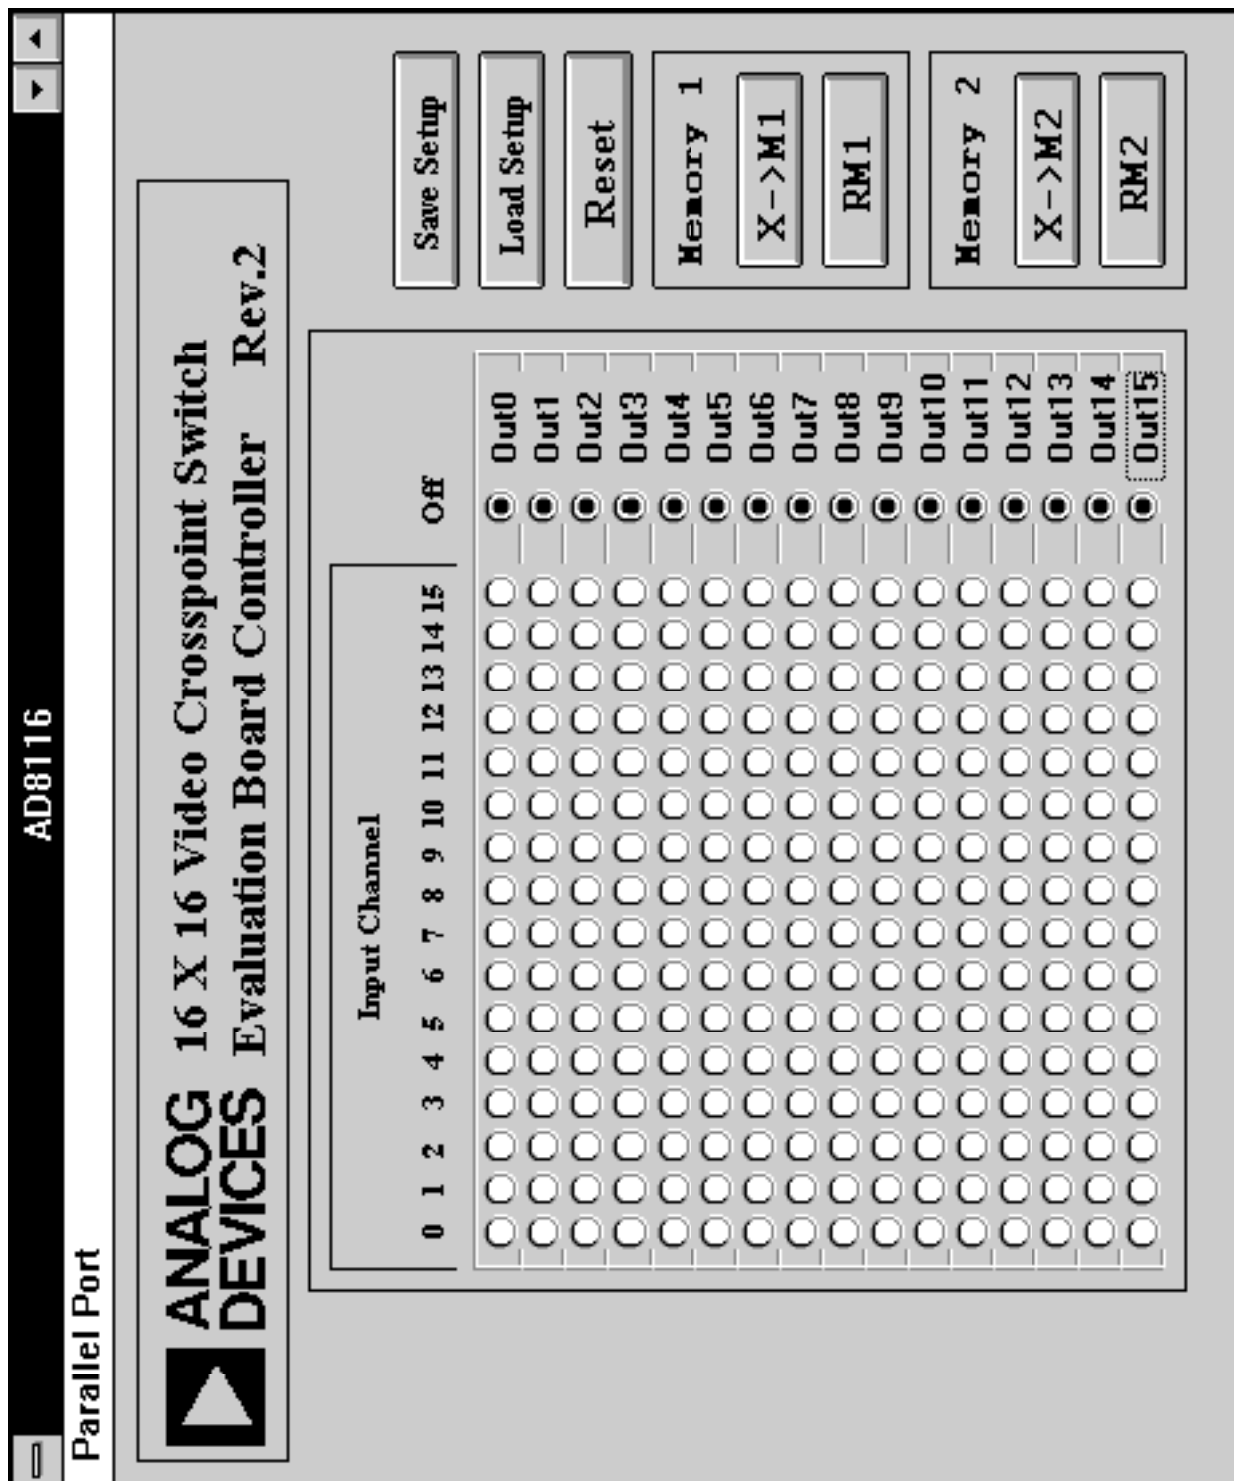 AD8116
Parallel Port
ANALOG
DEVICES
16 X 16 Video Crosspoint Switch
Evaluation Board Controller Rev.2
Input Channel
0 1 2 3 4 5 6 7 8 9 10 11 12 13 14 15 Off
Out0
Out1
Out2
Out3
Out4
Out5
Out6
Out7
Out8
Out9
Out10
Out11
Out12
Out13
Out14
Out15
Save Setup
Load Setup
Reset
Memory 1
X->M1
RM1
Memory 2
X->M2
RM2